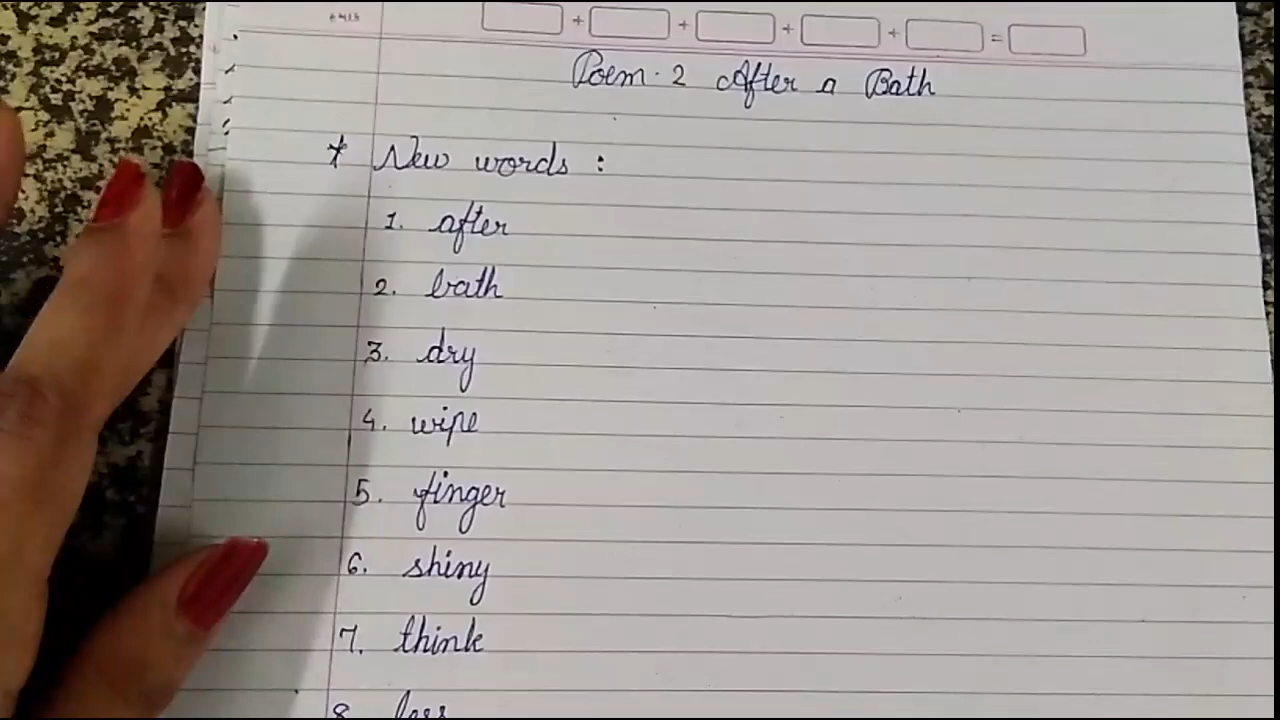 + + + + =
Poem. 2 After a Bath
* New words :
1. after
2. bath
3. dry
4. wipe
5. finger
6. shiny
7. think
8.